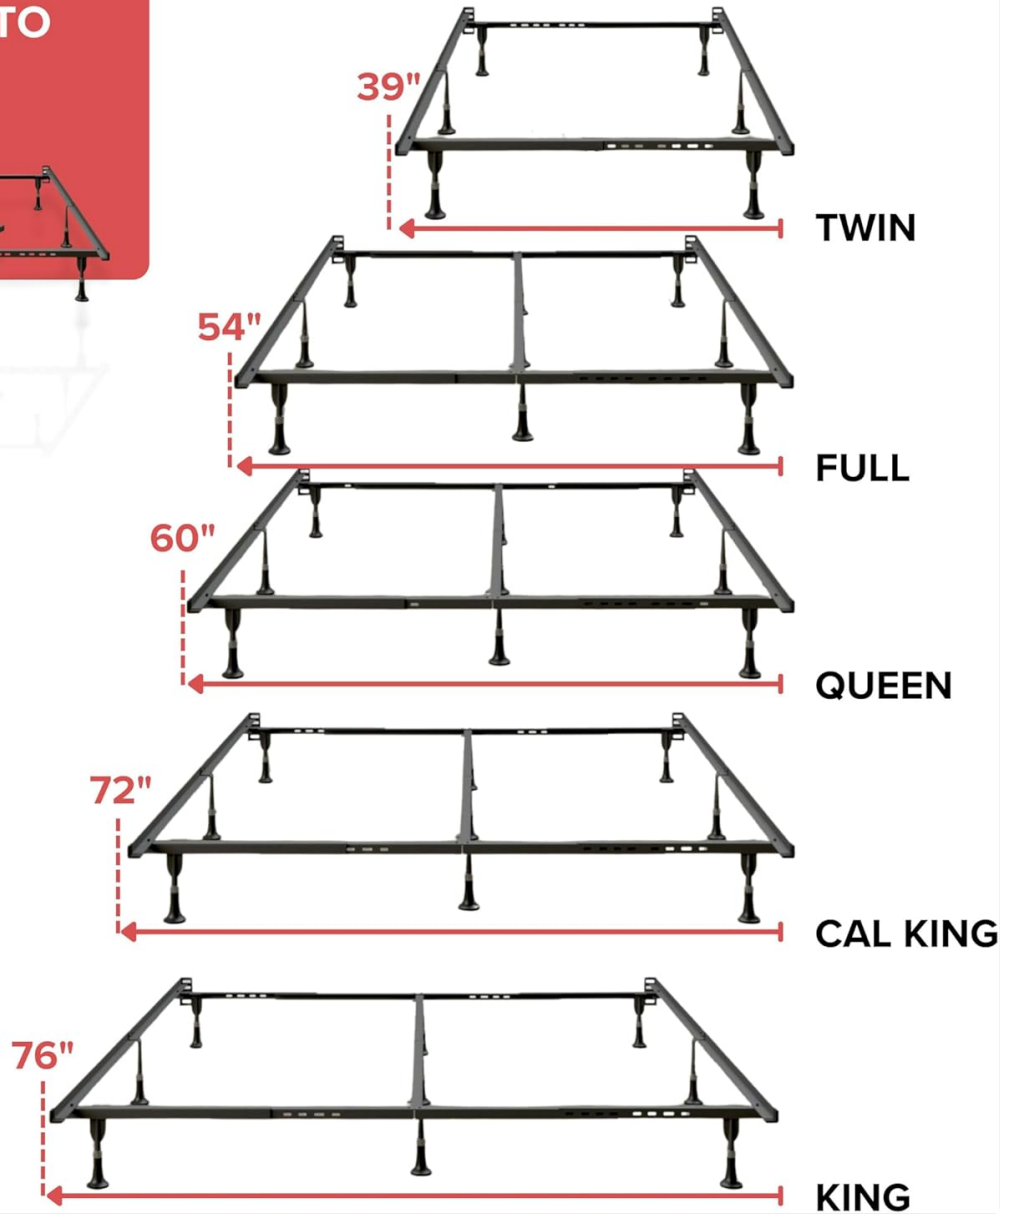 TO
39"
TWIN
54"
FULL
60"
QUEEN
72"
CAL KING
76"
KING